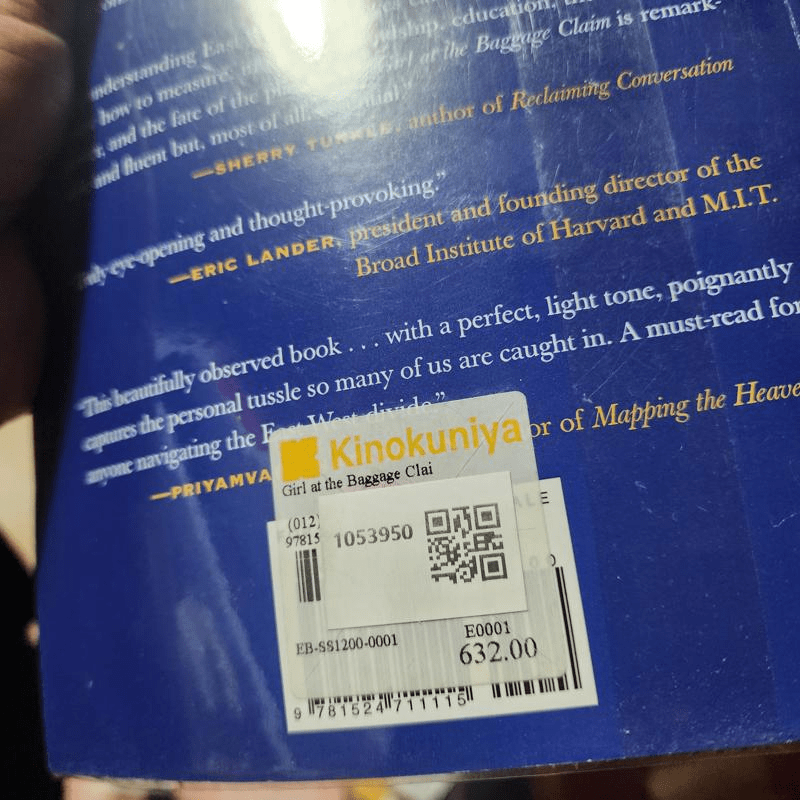 Eas ship, education,
how to measure at the Baggage Claim is remark-
and the fate of the
and fluent but, most of all,
—SHERRY TURKLE, author of Reclaiming Conversation
eye-opening and thought-provoking.”
—ERIC LANDER, president and founding director of the
Broad Institute of Harvard and M.I.T.
“This beautifully observed book . . . with a perfect, light tone, poignantly
captures the personal tussle so many of us are caught in. A must-read for
anyone navigating the East-West divide.”
—PRIYAMVA or of Mapping the Heave
Kinokuniya
Girl at the Baggage Clai
ALE
(012)
97815
1053950
EB-SS1200-0001
E0001
632.00
9 781524 711115